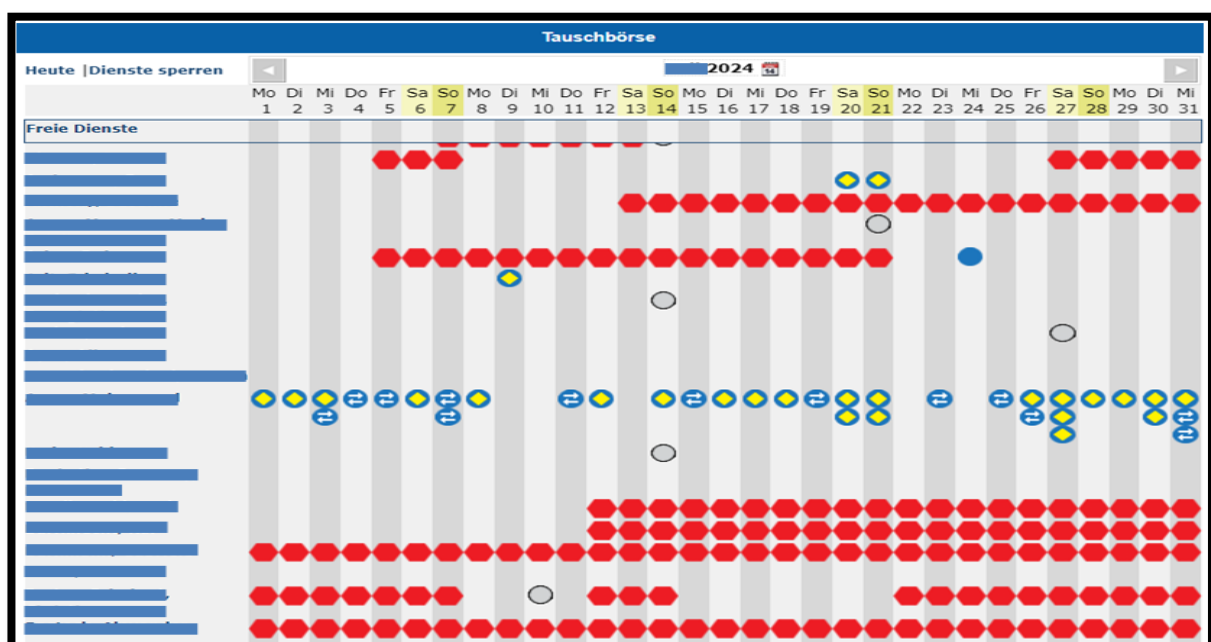 Tauschbörse
Heute |Dienste sperren
2024 14
Mo Di Mi Do Fr Sa So Mo Di Mi Do Fr Sa So Mo Di Mi Do Fr Sa So Mo Di Mi Do Fr Sa So Mo Di Mi
1 2 3 4 5 6 7 8 9 10 11 12 13 14 15 16 17 18 19 20 21 22 23 24 25 26 27 28 29 30 31
Freie Dienste